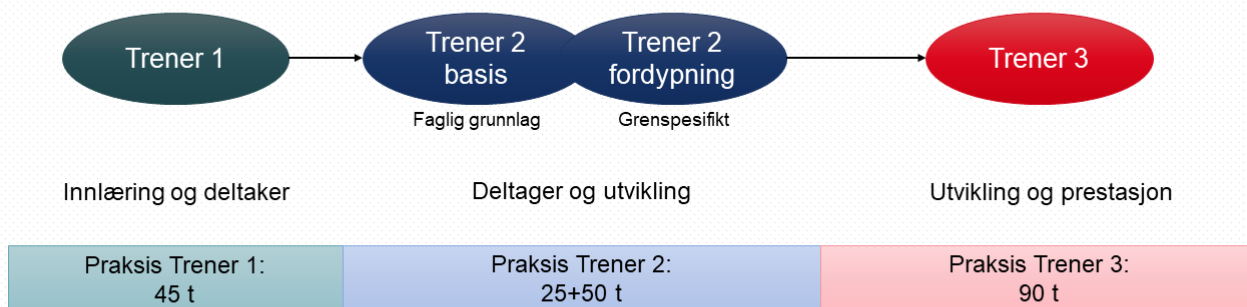 Trener 1
Trener 2
basis
Trener 2
fordypning
Trener 3
Faglig grunnlag
Grenspesifikt
Innlæring og deltaker
Deltager og utvikling
Utvikling og prestasjon
Praksis Trener 1:
45 t
Praksis Trener 2:
25+50 t
Praksis Trener 3:
90 t